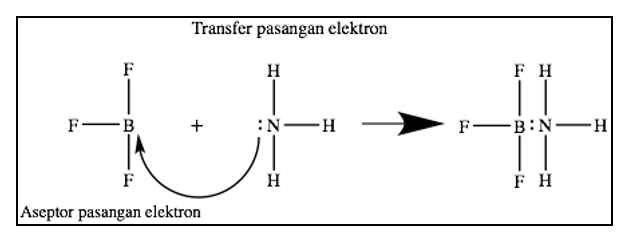 Transfer pasangan elektron
F H F H
F B + :N H F B:N H
F H F H
Aseptor pasangan elektron